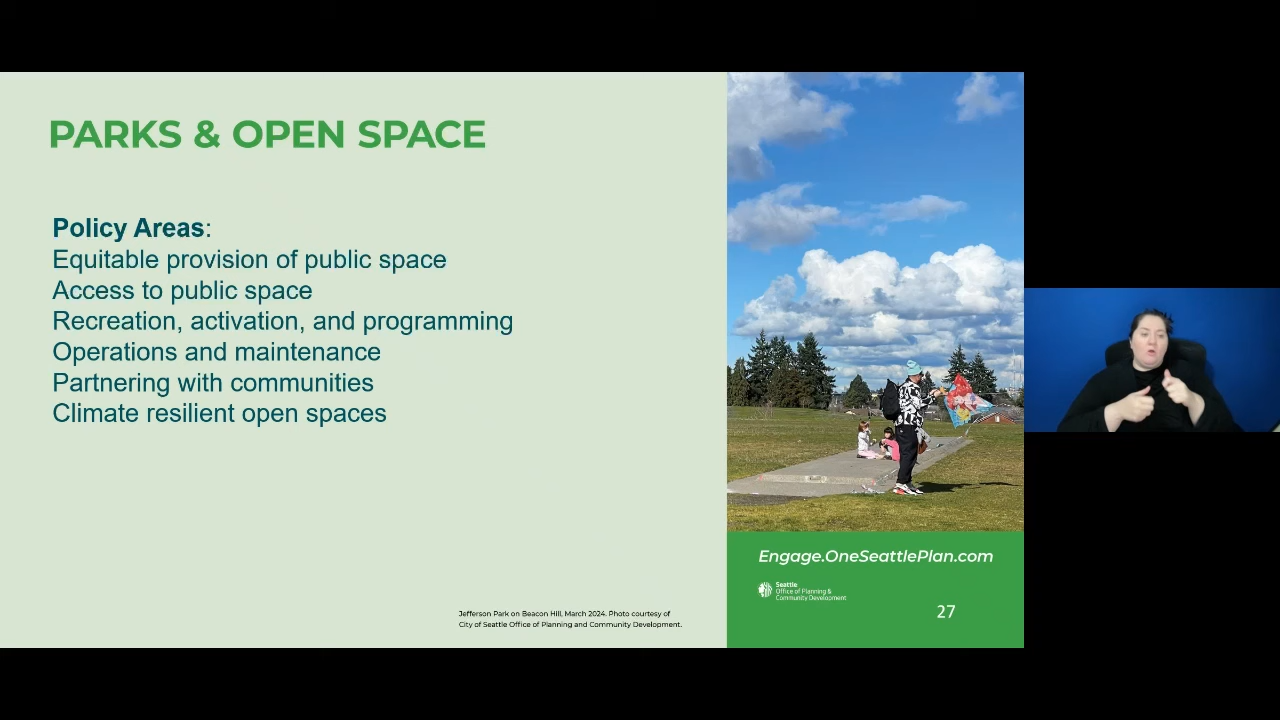 PARKS & OPEN SPACE
Policy Areas:
Equitable provision of public space
Access to public space
Recreation, activation, and programming
Operations and maintenance
Partnering with communities
Climate resilient open spaces
Jefferson Park on Beacon Hill, March 2024. Photo courtesy of
City of Seattle Office of Planning and Community Development.
Engage.OneSeattlePlan.com
Seattle
Office of Planning &
Community Development
27